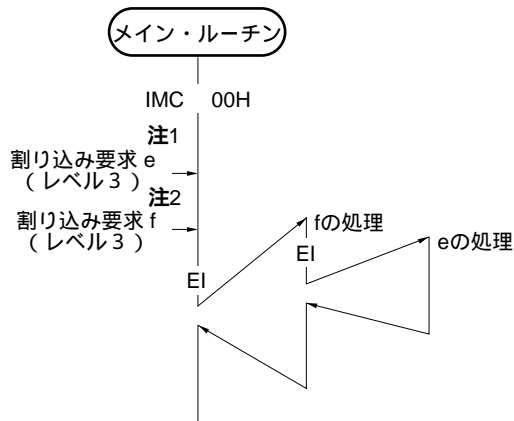 メイン・ルーチン
IMC 00H
注1
割り込み要求 e
（レベル３）
注2
割り込み要求 f
（レベル３）
fの処理
EI
eの処理
EI